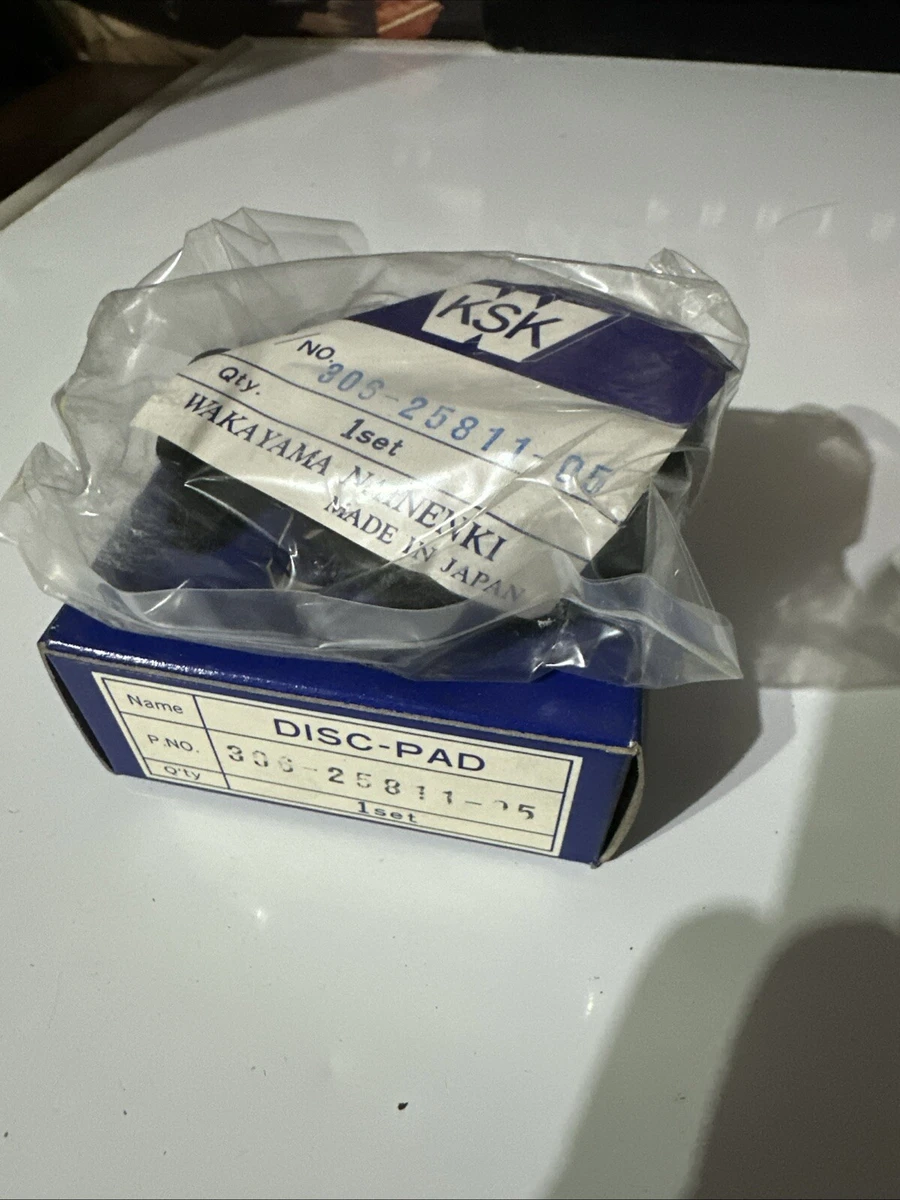 KSK
NO. 306-25811-05
Qty. 1set
WAKAYAMA NAINENKI
MADE IN JAPAN
Name DISC-PAD
P.NO. 306-25811-05
Q'ty 1set